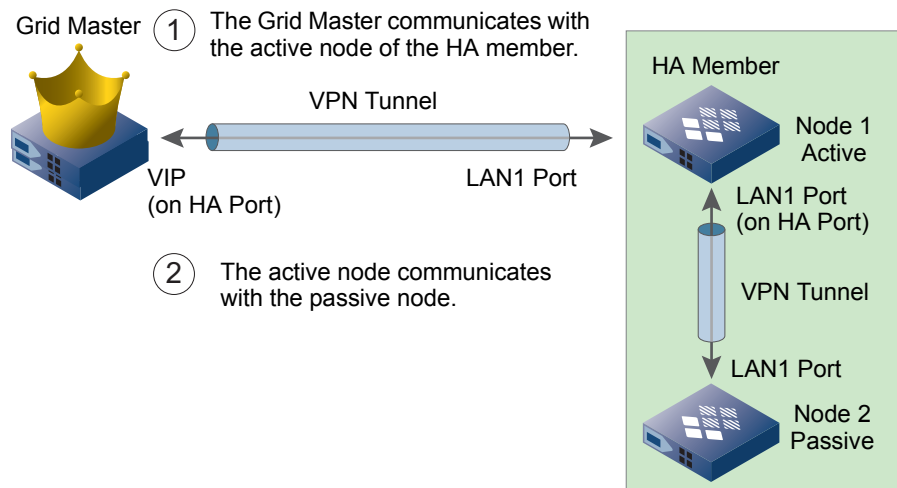 Grid Master
1
The Grid Master communicates with
the active node of the HA member.
HA Member
VPN Tunnel
Node 1
Active
VIP
(on HA Port)
LAN1 Port
LAN1 Port
(on HA Port)
2
The active node communicates
with the passive node.
VPN Tunnel
LAN1 Port
Node 2
Passive